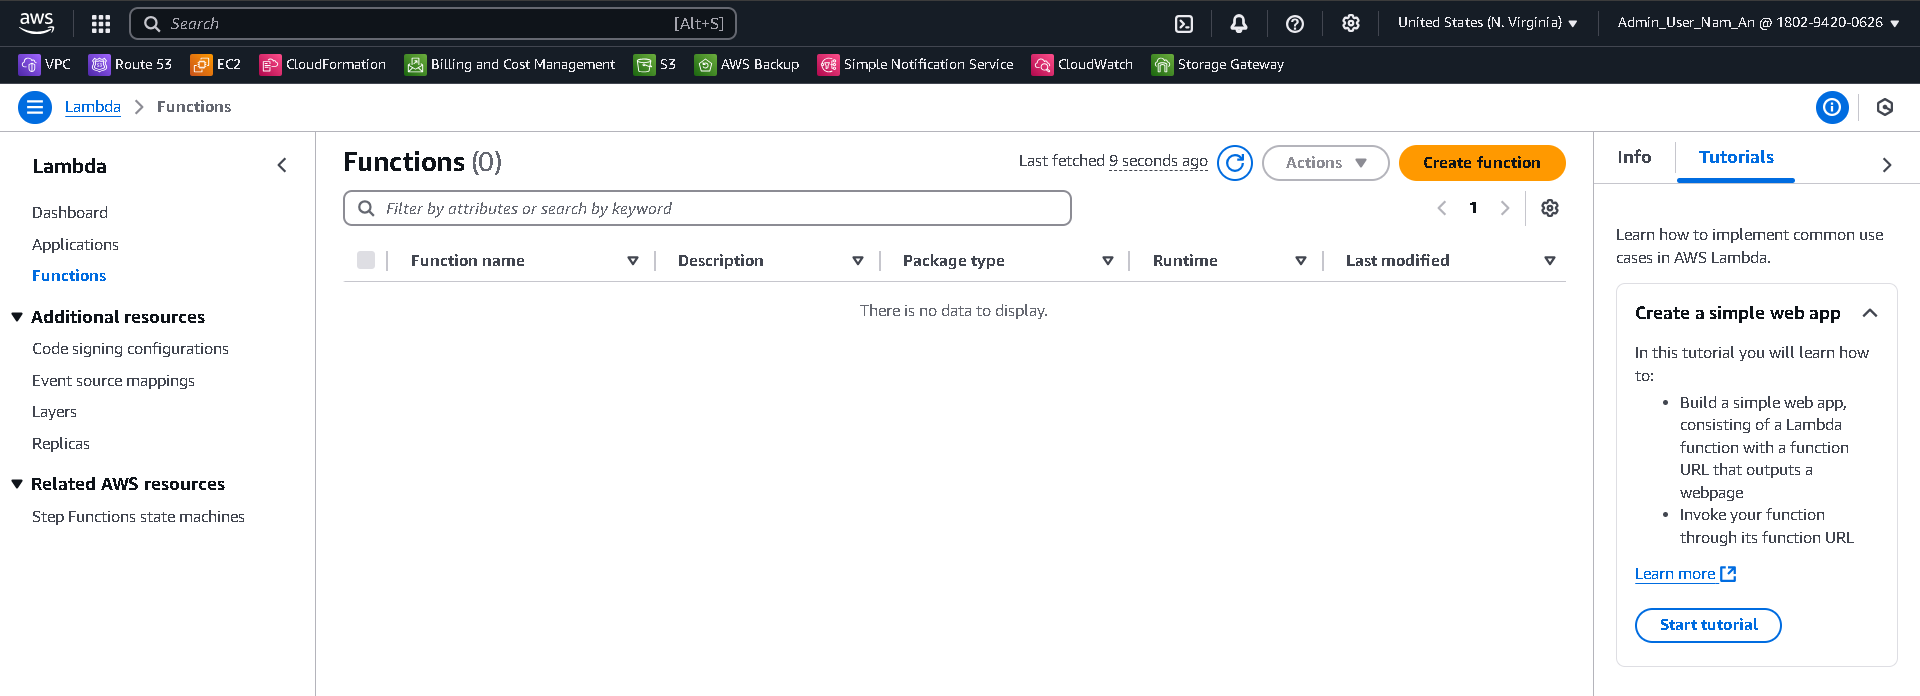 aws
Search [Alt+S]
United States (N. Virginia)
Admin_User_Nam_An @ 1802-9420-0626
VPC
Route 53
EC2
CloudFormation
Billing and Cost Management
S3
AWS Backup
Simple Notification Service
CloudWatch
Storage Gateway
Lambda
Functions
Lambda
Dashboard
Applications
Functions
Additional resources
Code signing configurations
Event source mappings
Layers
Replicas
Related AWS resources
Step Functions state machines
Functions (0)
Last fetched 9 seconds ago
Actions
Create function
Filter by attributes or search by keyword
1
Function name
Description
Package type
Runtime
Last modified
There is no data to display.
Info
Tutorials
Learn how to implement common use
cases in AWS Lambda.
Create a simple web app
In this tutorial you will learn how
to:
• Build a simple web app,
consisting of a Lambda
function with a function
URL that outputs a
webpage
• Invoke your function
through its function URL
Learn more
Start tutorial